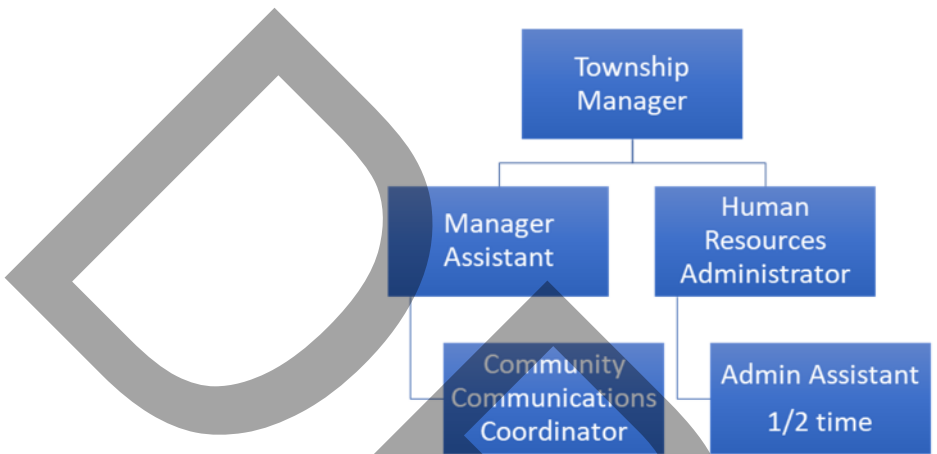 Township
Manager
Manager
Assistant
Human
Resources
Administrator
Community
Communications
Coordinator
Admin Assistant
1/2 time